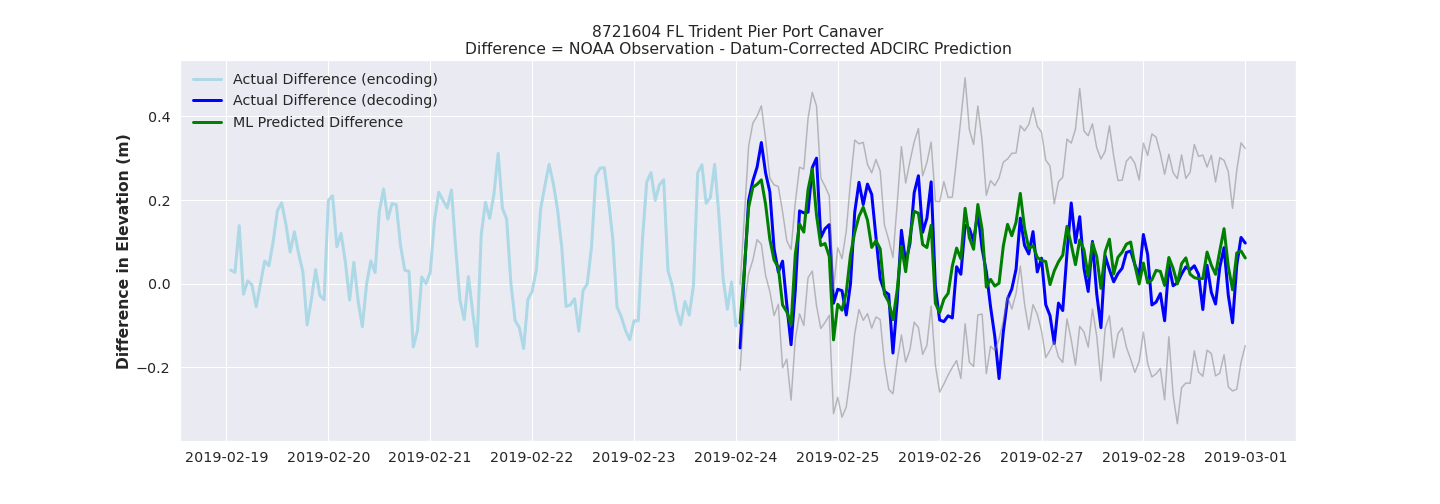 8721604 FL Trident Pier Port Canaver
Difference = NOAA Observation - Datum-Corrected ADCIRC Prediction
Actual Difference (encoding)
Actual Difference (decoding)
ML Predicted Difference
Difference in Elevation (m)
0.4
0.2
0.0
−0.2
2019-02-19 2019-02-20 2019-02-21 2019-02-22 2019-02-23 2019-02-24 2019-02-25 2019-02-26 2019-02-27 2019-02-28 2019-03-01